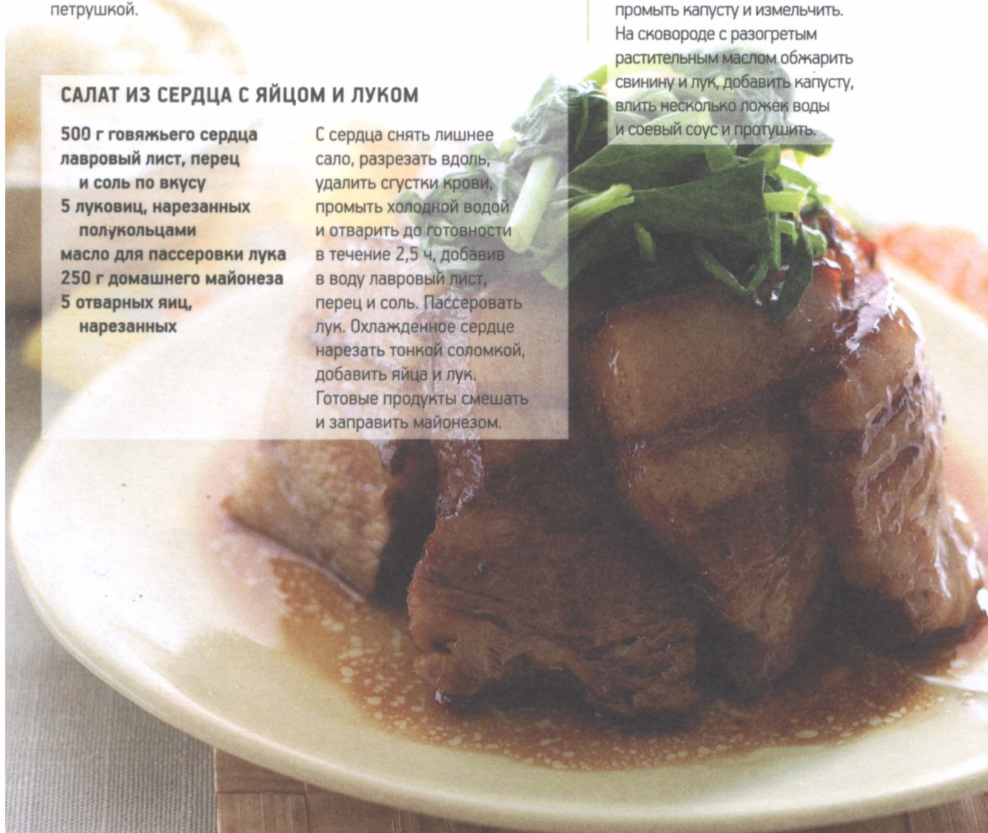 петрушкой.
САЛАТ ИЗ СЕРДЦА С ЯЙЦОМ И ЛУКОМ
500 г говяжьего сердца
лавровый лист, перец
и соль по вкусу
5 луковиц, нарезанных
полукольцами
масло для пассеровки лука
250 г домашнего майонеза
5 отварных яиц,
нарезанных
С сердца снять лишнее
сало, разрезать вдоль,
удалить сгустки крови,
промыть холодной водой
и отварить до готовности
в течение 2,5 ч, добавив
в воду лавровый лист,
перец и соль. Пассеровать
лук. Охлажденное сердце
нарезать тонкой соломкой,
добавить яйца и лук.
Готовые продукты смешать
и заправить майонезом.
промыть капусту и измельчить.
На сковороде с разогретым
растительным маслом обжарить
свинину и лук, добавить капусту,
влить несколько ложек воды
и соевый соус и протушить.